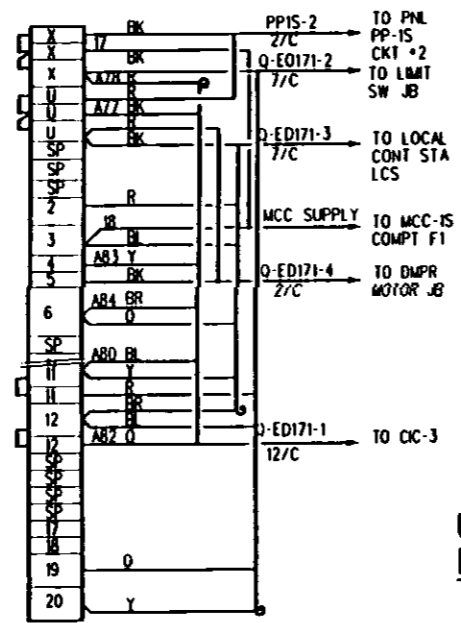 X BK PP1S-2 TO PNL
17 2/C PP-1S
X BK CKT •2
X Q-EO171-2 TO LIMIT
A78 R 7/C SW JB
U R
A77 BK
U R
U R
BK Q-ED171-3 TO LOCAL
SP 7/C CONT STA
SP LCS
SP
2 R
18 MCC SUPPLY TO MCC-1S
3 BL COMPT F1
4 A83 Y
5 BK Q-ED171-4 TO DMPR
2/C MOTOR JB
6 A84 BR
O
SP
11 A80 BL
Y
11 R
BR
12 BL
12 A82 O Q-ED171-1 TO CIC-3
12/C
SP
SP
SP
SP
17
18
19 O
20 Y